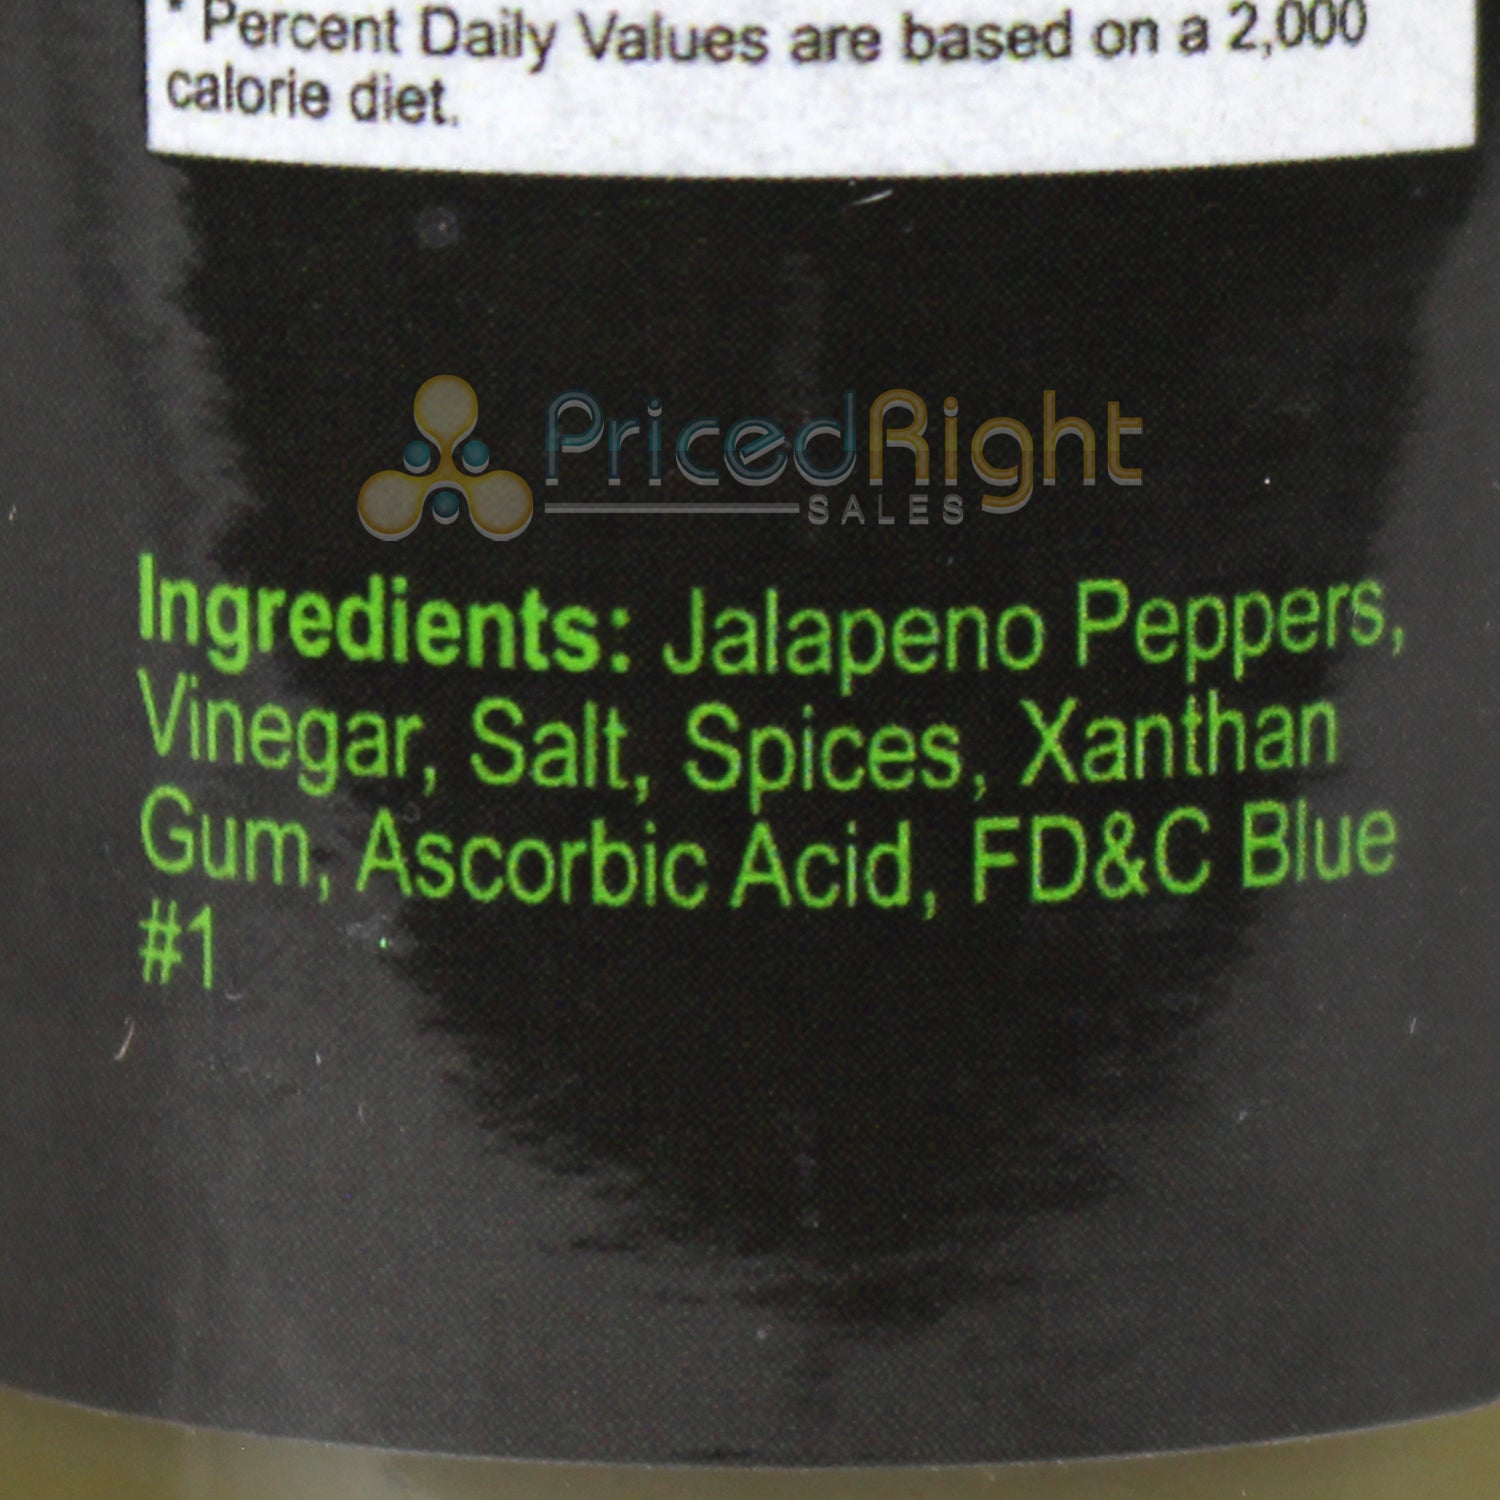 * Percent Daily Values are based on a 2,000
calorie diet.
PricedRight
SALES
Ingredients: Jalapeno Peppers,
Vinegar, Salt, Spices, Xanthan
Gum, Ascorbic Acid, FD&C Blue
#1